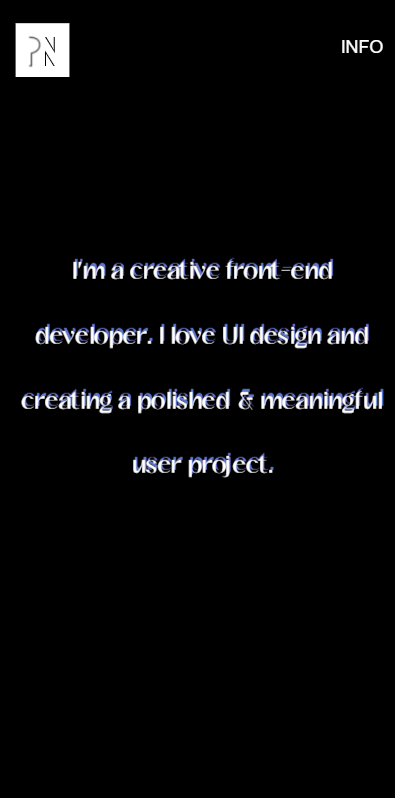 INFO
I'm a creative front-end
developer. I love UI design and
creating a polished & meaningful
user project.